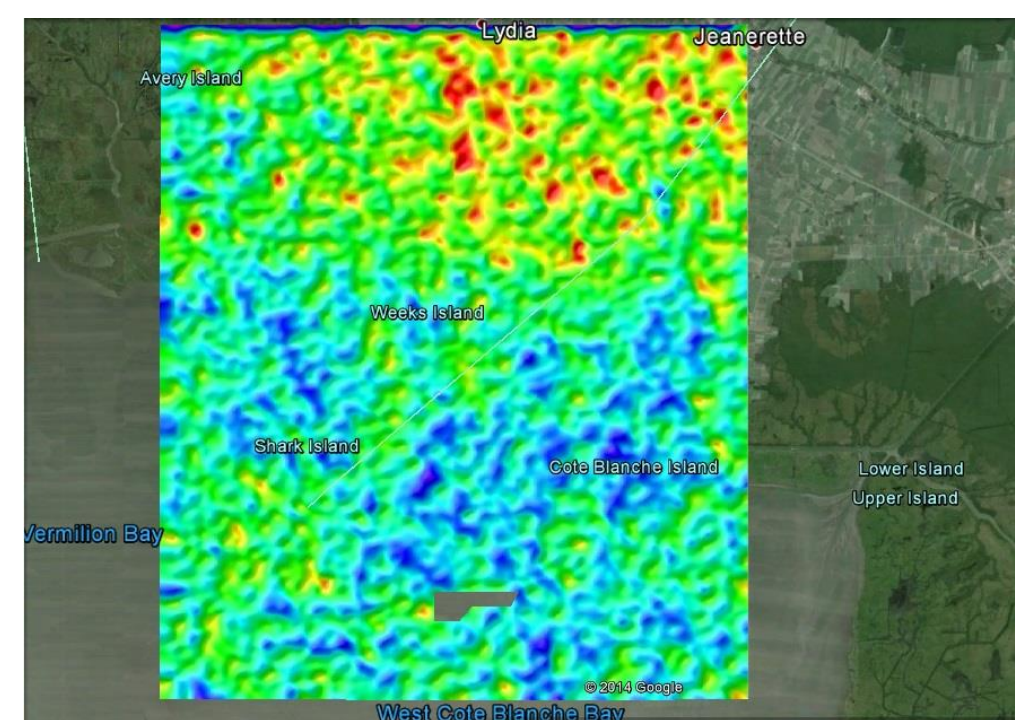 Lydia
Jeanerette
Avery Island
Weeks Island
Shark Island
Cote Blanche Island
Lower Island
Upper Island
Vermilion Bay
© 2014 Google
West Cote Blanche Bay